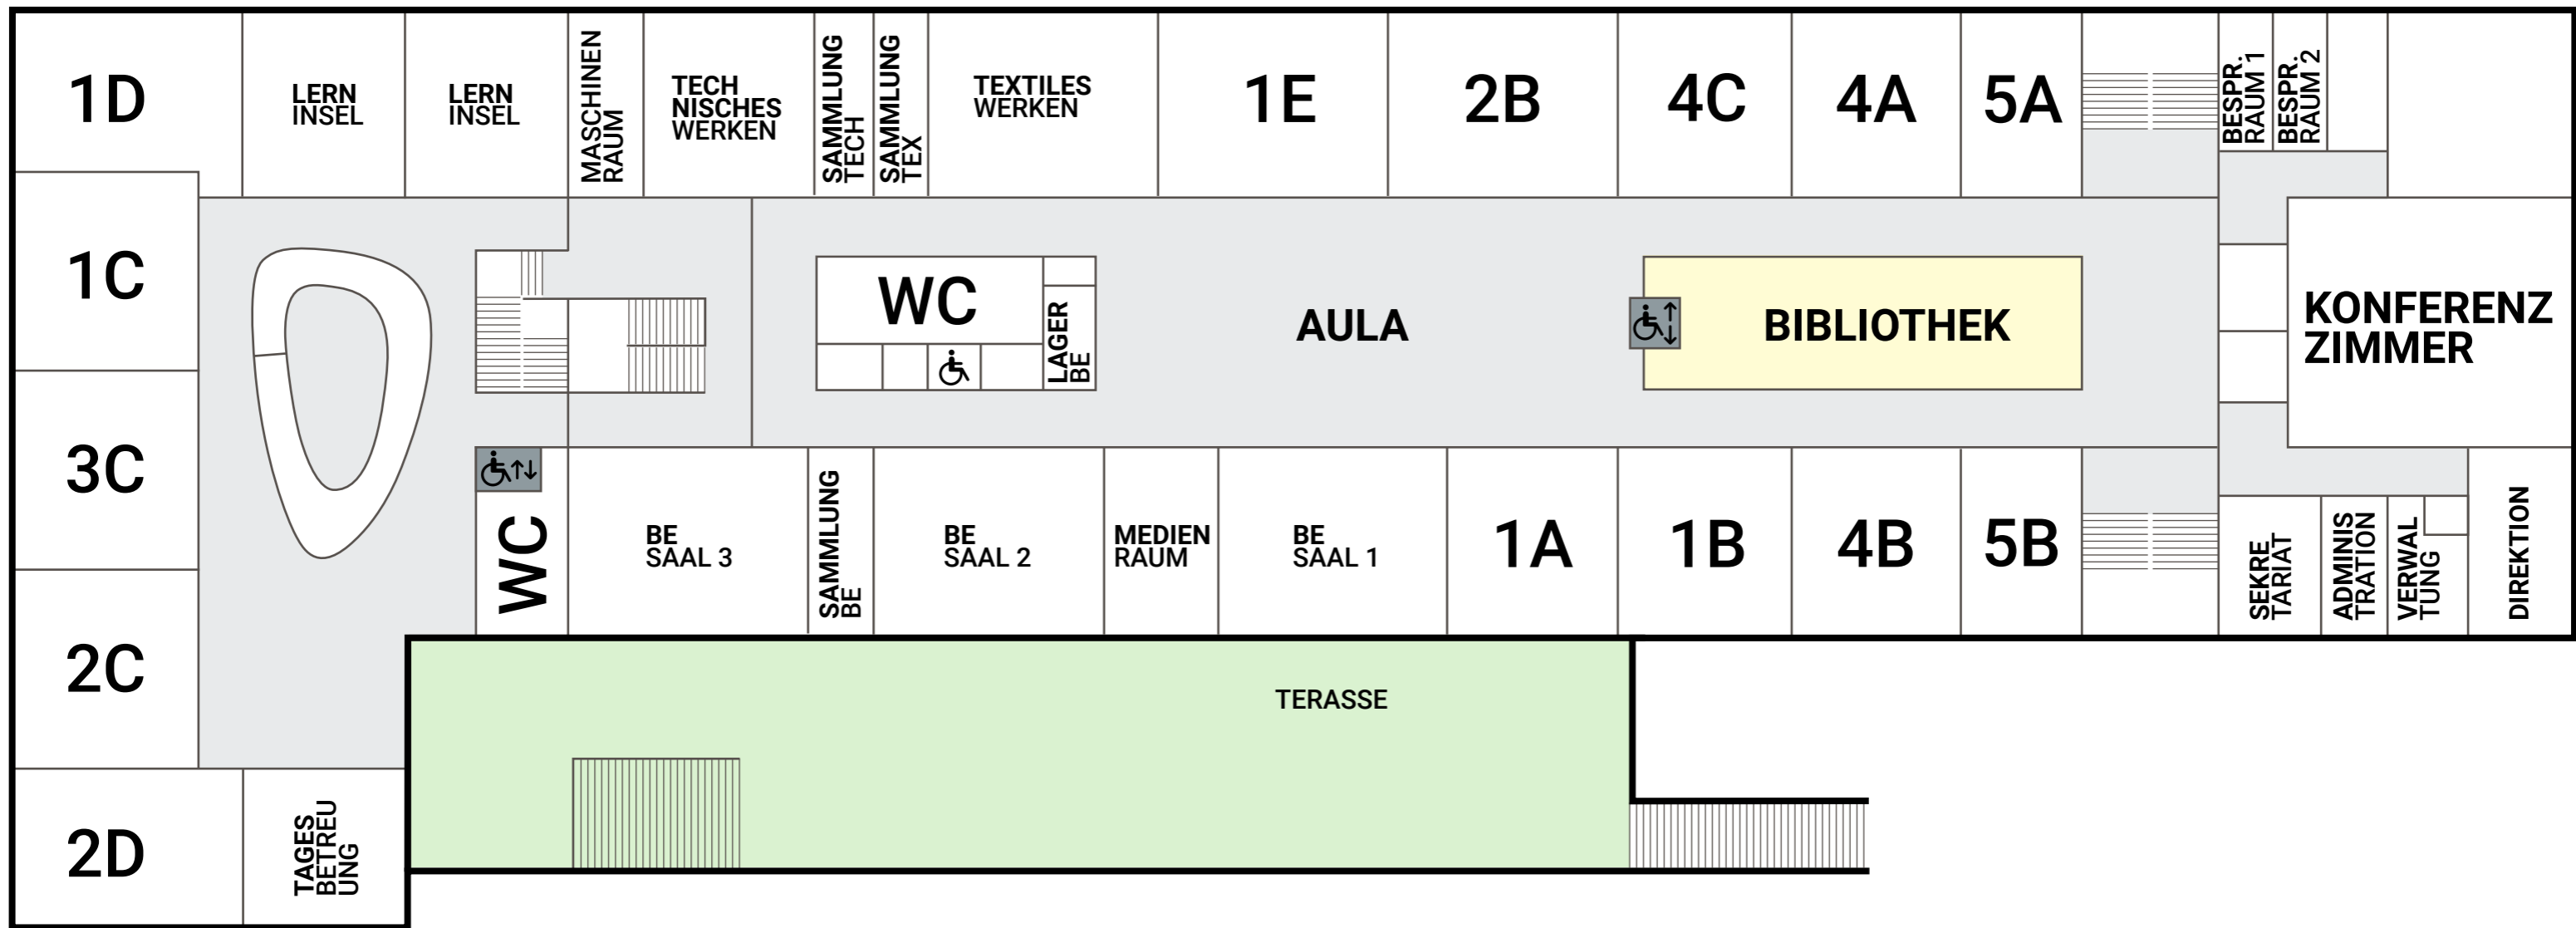 1D
LERN
INSEL
LERN
INSEL
MASCHINEN
RAUM
TECH
NISCHES
WERKEN
SAMMLUNG
TECH
SAMMLUNG
TEX
TEXTILES
WERKEN
1E
2B
4C
4A
5A
BESPR.
RAUM 1
BESPR.
RAUM 2
1C
WC
LAGER
BE
AULA
BIBLIOTHEK
KONFERENZ
ZIMMER
3C
WC
BE
SAAL 3
SAMMLUNG
BE
BE
SAAL 2
MEDIEN
RAUM
BE
SAAL 1
1A
1B
4B
5B
SEKRE
TARIAT
ADMINIS
TRATION
VERWAL
TUNG
DIREKTION
2C
TERASSE
2D
TAGES
BETREU
UNG